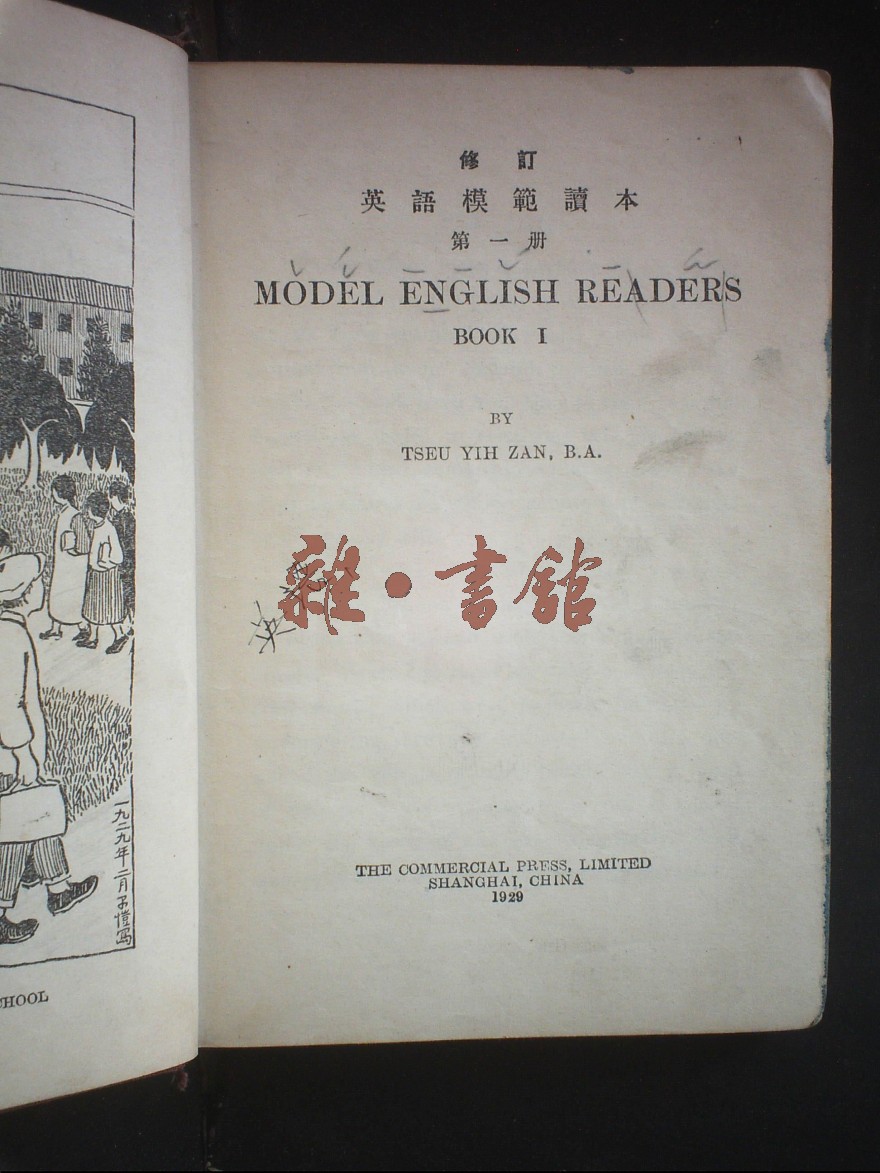 一九二九年二月子愷寫
CHOOL
修訂
英語模範讀本
第一册
MODEL ENGLISH READERS
BOOK I
BY
TSEU YIH ZAN, B.A.
雜·書館
THE COMMERCIAL PRESS, LIMITED
SHANGHAI, CHINA
1929